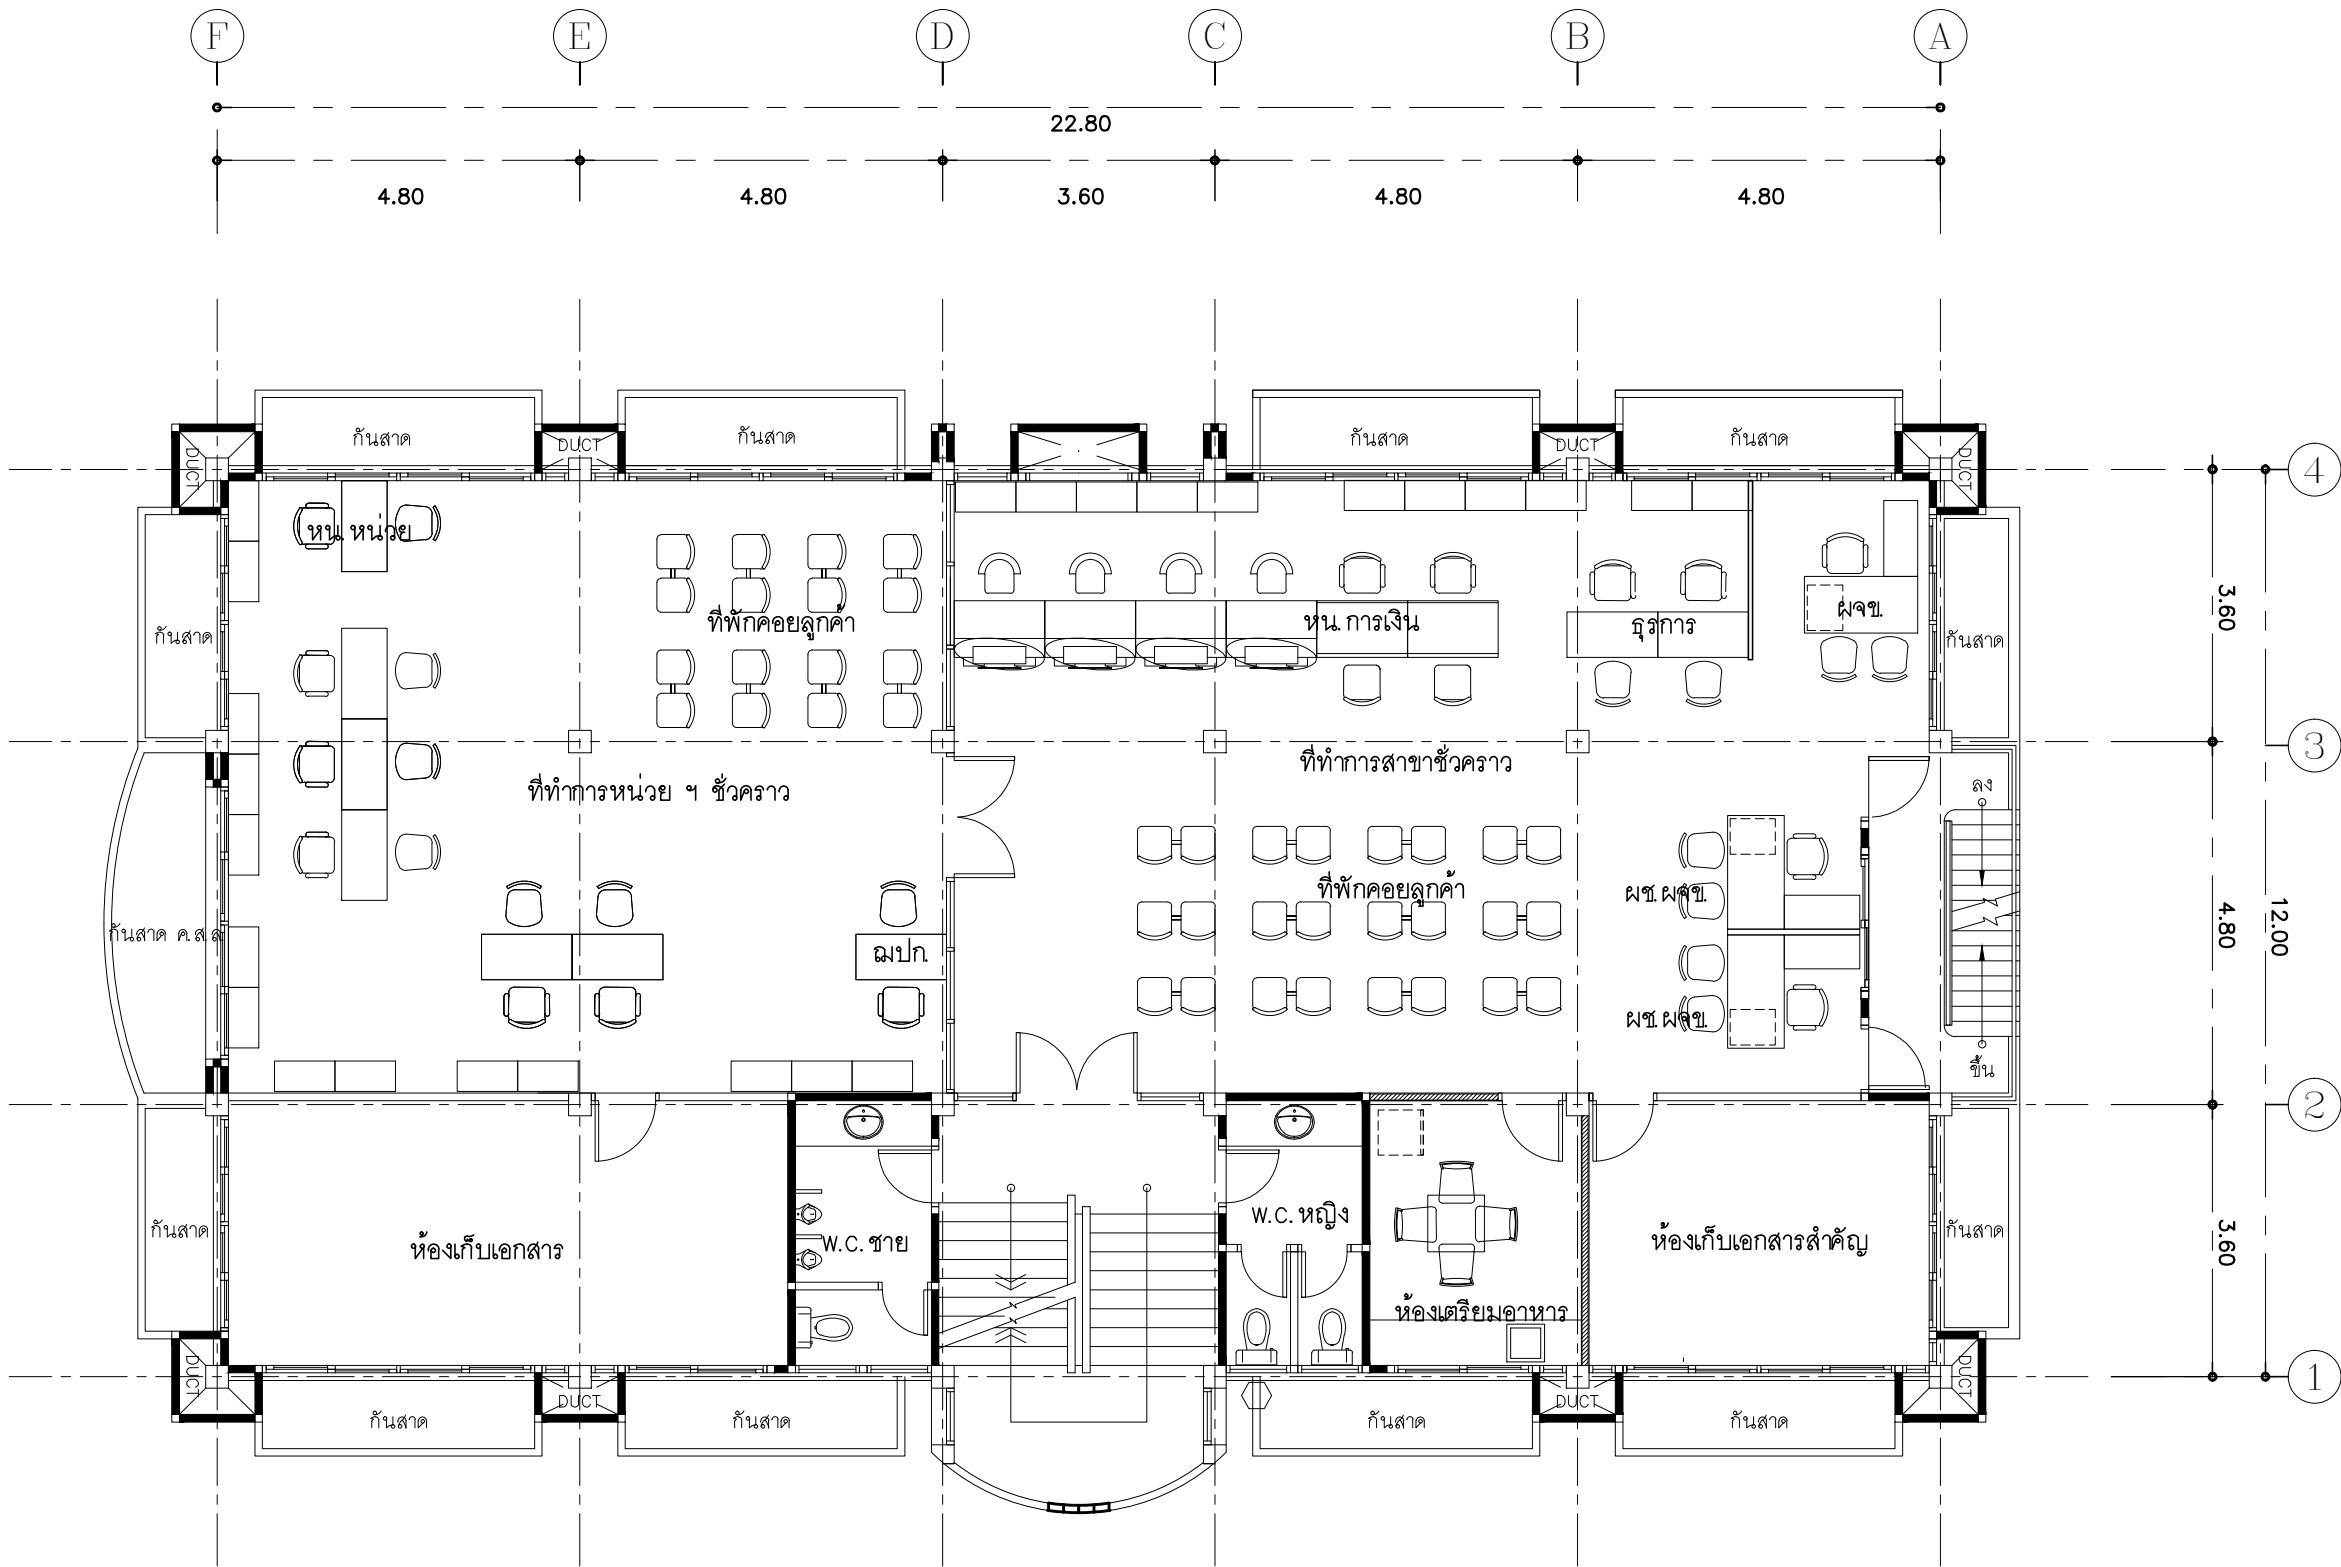 F E D C B A
22.80
4.80 4.80 3.60 4.80 4.80
กันสาด กันสาด กันสาด กันสาด
DUCT DUCT DUCT DUCT
4
หน.หน่วย
ที่พักคอยลูกค้า
หน.การเงิน
ธุรการ
ผจข.
3.60
กันสาด
กันสาด
3
ที่ทำการหน่วย ฯ ชั่วคราว
ที่ทำการสาขาชั่วคราว
ลง
ที่พักคอยลูกค้า
ผช.ผจข.
กันสาด ค.ส.ล
ฌปก.
4.80
12.00
ผช.ผจข.
ขึ้น
2
กันสาด
ห้องเก็บเอกสาร
W.C. ชาย
W.C. หญิง
ห้องเก็บเอกสารสำคัญ
กันสาด
3.60
ห้องเตรียมอาหาร
1
DUCT DUCT DUCT DUCT
กันสาด กันสาด กันสาด กันสาด